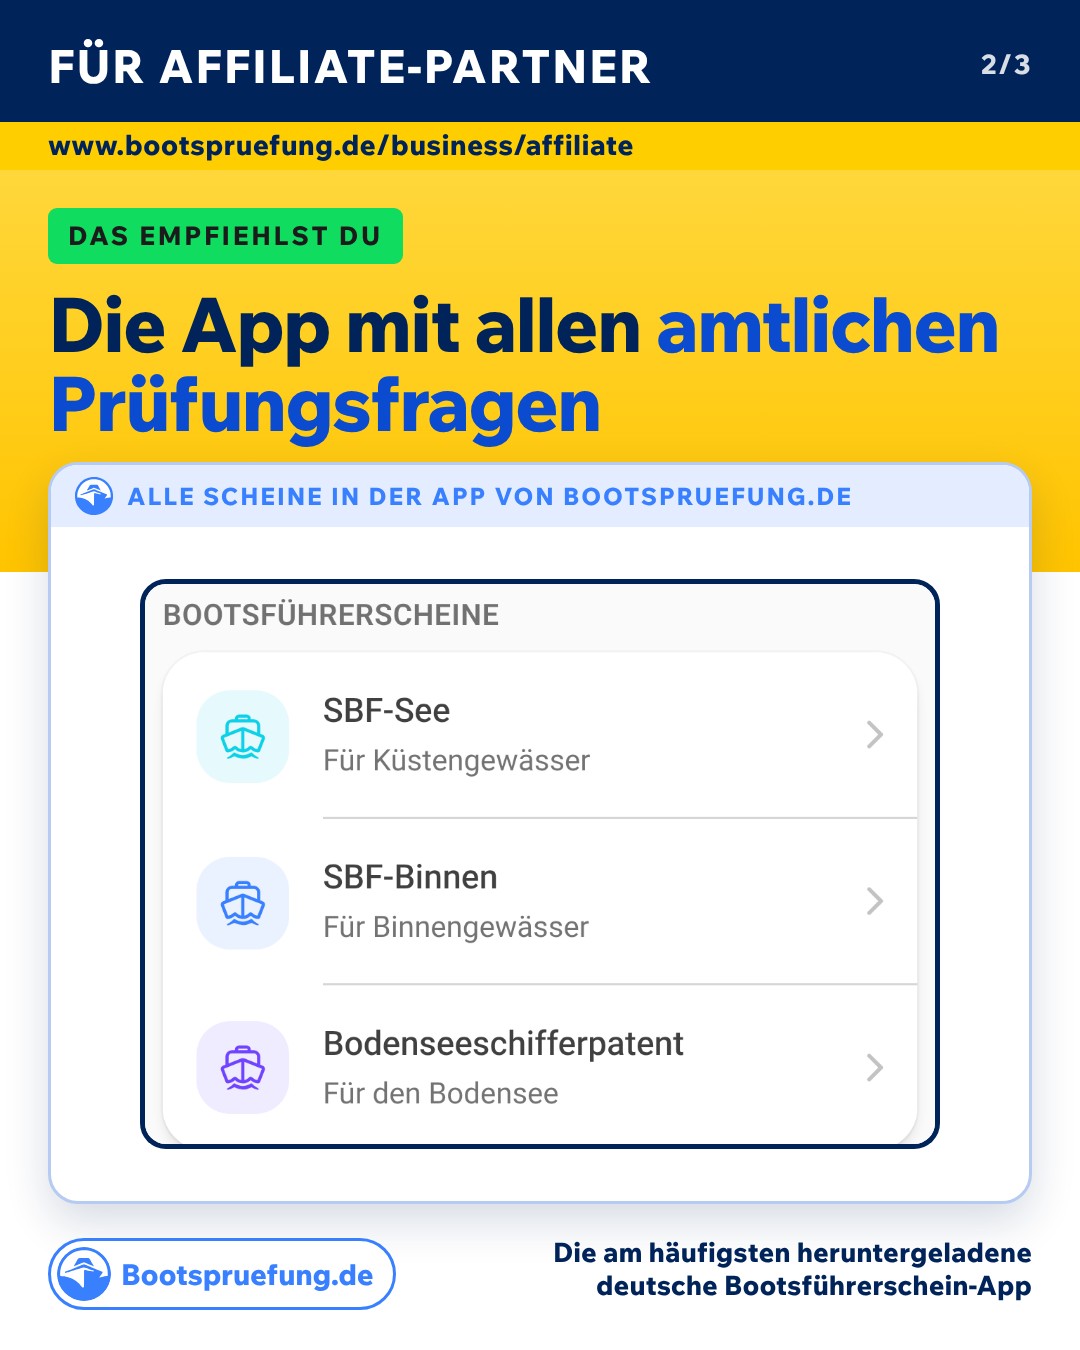 FÜR AFFILIATE-PARTNER
2/3
www.bootspruefung.de/business/affiliate
DAS EMPFIEHLST DU
Die App mit allen amtlichen
Prüfungsfragen
ALLE SCHEINE IN DER APP VON BOOTSPRUEFUNG.DE
BOOTSFÜHRERSCHEINE
SBF-See
Für Küstengewässer
SBF-Binnen
Für Binnengewässer
Bodenseeschifferpatent
Für den Bodensee
Bootspruefung.de
Die am häufigsten heruntergeladene
deutsche Bootsführerschein-App